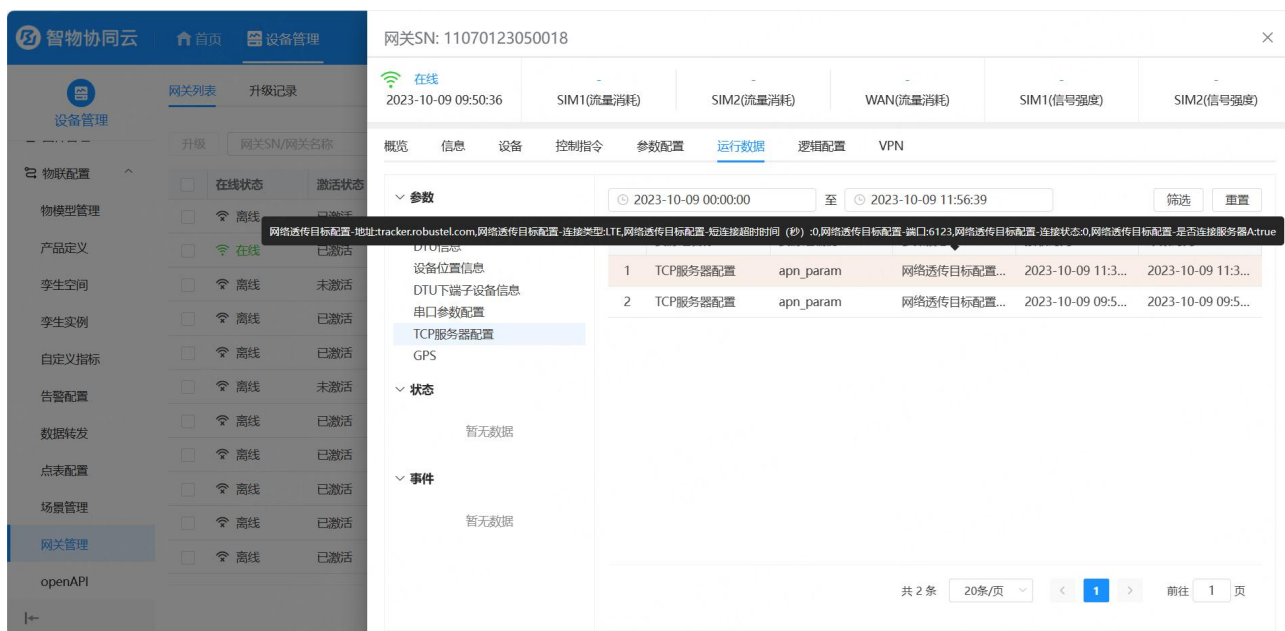 智物协同云 首页 设备管理
网关SN: 11070123050018
设备管理
网关列表 升级记录
在线
2023-10-09 09:50:36
-
SIM1(流量消耗)
-
SIM2(流量消耗)
-
WAN(流量消耗)
-
SIM1(信号强度)
-
SIM2(信号强度)
升级 网关SN/网关名称
概览 信息 设备 控制指令 参数配置 运行数据 逻辑配置 VPN
物联配置
物模型管理
产品定义
孪生空间
孪生实例
自定义指标
告警配置
数据转发
点表配置
场景管理
网关管理
openAPI
在线状态 激活状态
离线 已激活
在线 已激活
离线 未激活
离线 已激活
离线 已激活
离线 未激活
离线 已激活
离线 已激活
离线 已激活
离线 已激活
离线 已激活
参数
DTU信息
设备位置信息
DTU下端子设备信息
串口参数配置
TCP服务器配置
GPS
状态
暂无数据
事件
暂无数据
2023-10-09 00:00:00 至 2023-10-09 11:56:39 筛选 重置
网络透传目标配置-地址:tracker.robustel.com,网络透传目标配置-连接类型:LTE,网络透传目标配置-短连接超时时间（秒）:0,网络透传目标配置-端口:6123,网络透传目标配置-连接状态:0,网络透传目标配置-是否连接服务器A:true
1 TCP服务器配置 apn_param 网络透传目标配置... 2023-10-09 11:3... 2023-10-09 11:3...
2 TCP服务器配置 apn_param 网络透传目标配置... 2023-10-09 09:5... 2023-10-09 09:5...
共 2 条 20条/页 1 前往 1 页